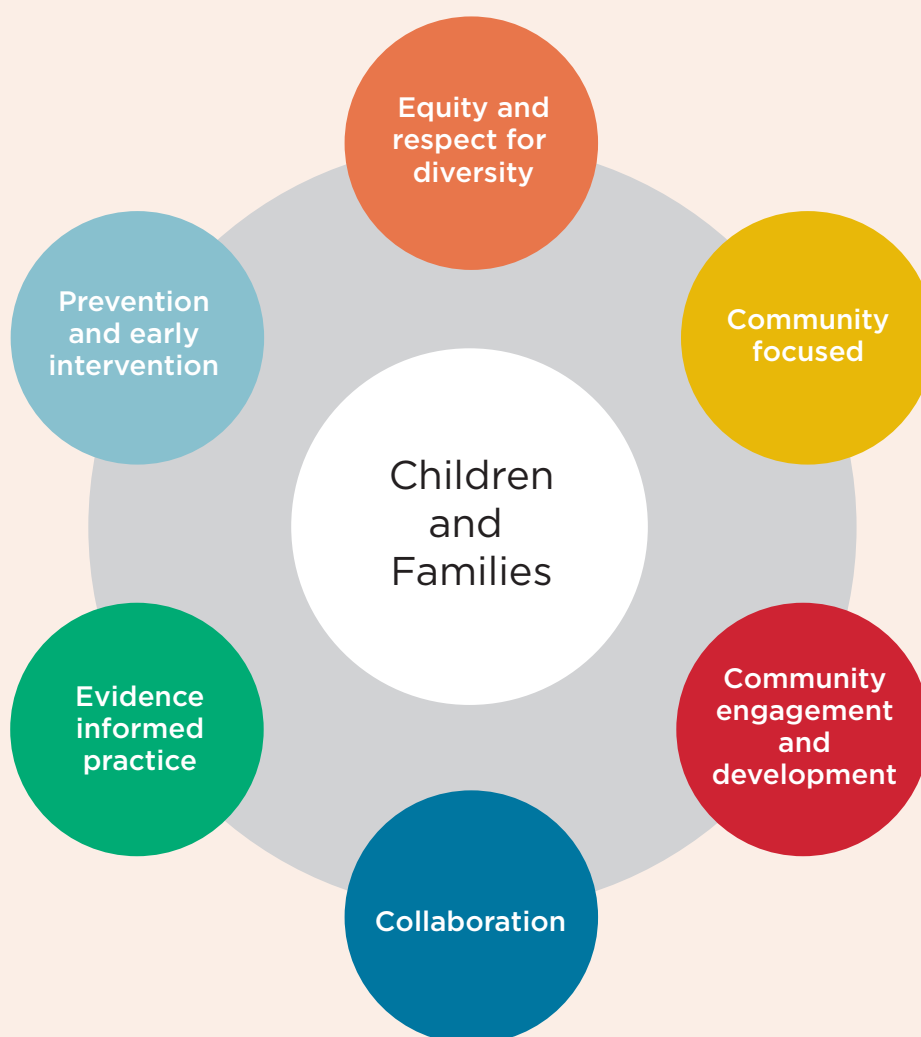 Equity and
respect for
diversity
Community
focused
Community
engagement
and
development
Collaboration
Evidence
informed
practice
Prevention
and early
intervention
Children
and
Families